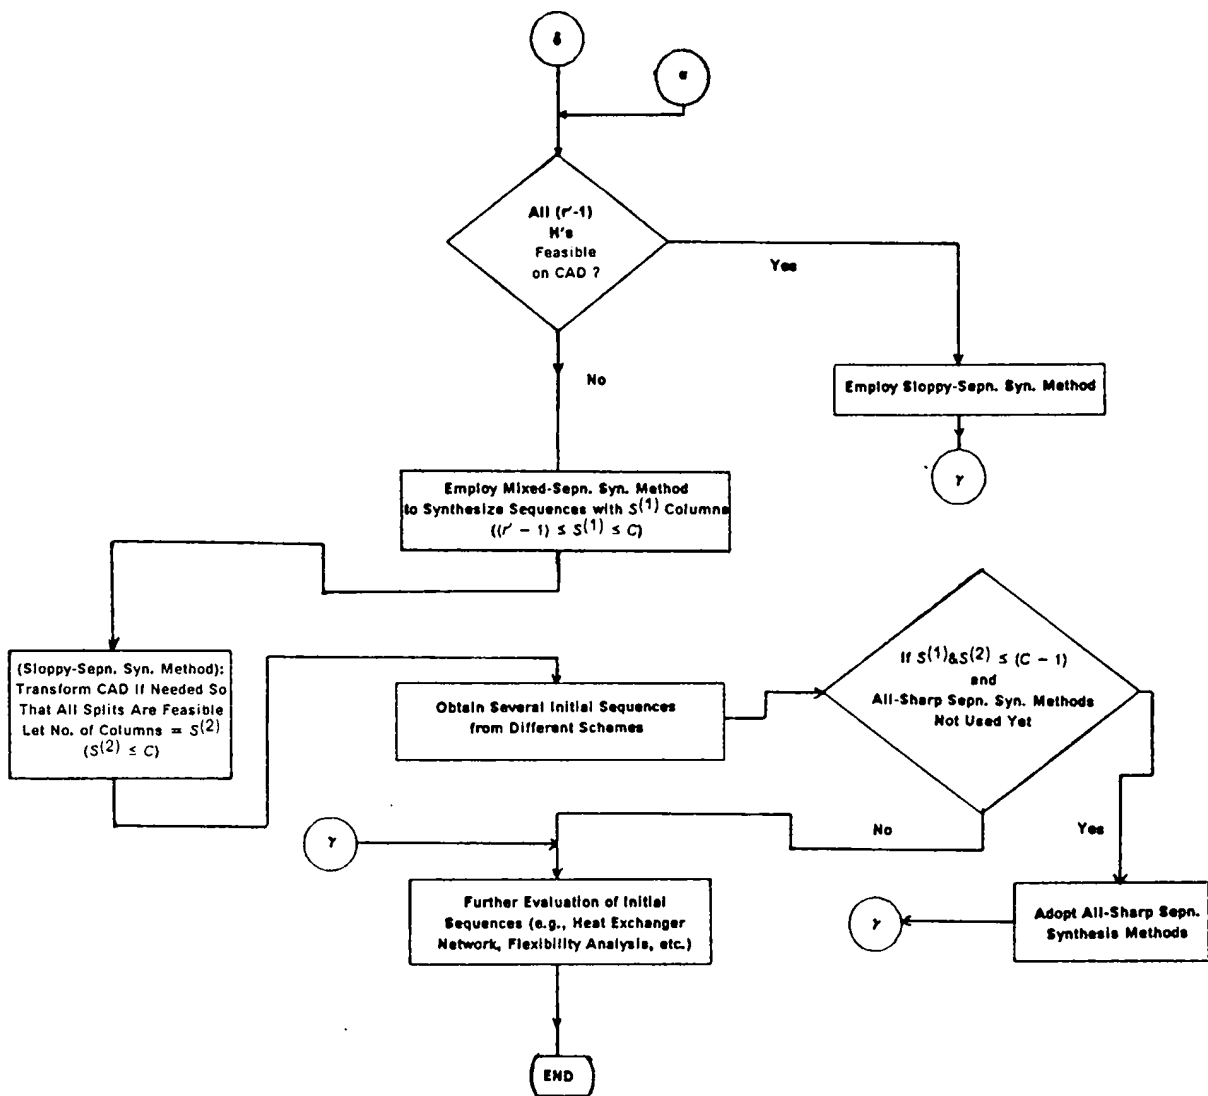 δ
α
All (r'-1)
H's
Feasible
on CAD ?
Yes
No
Employ Sloppy-Sepn. Syn. Method
γ
Employ Mixed-Sepn. Syn. Method
to Synthesize Sequences with S(1) Columns
((r' − 1) ≤ S(1) ≤ C)
(Sloppy-Sepn. Syn. Method):
Transform CAD If Needed So
That All Splits Are Feasible
Let No. of Columns = S(2)
(S(2) ≤ C)
Obtain Several Initial Sequences
from Different Schemes
If S(1)&S(2) ≤ (C − 1)
and
All-Sharp Sepn. Syn. Methods
Not Used Yet
No
Yes
γ
Further Evaluation of Initial
Sequences (e.g., Heat Exchanger
Network, Flexibility Analysis, etc.)
γ
Adopt All-Sharp Sepn.
Synthesis Methods
END